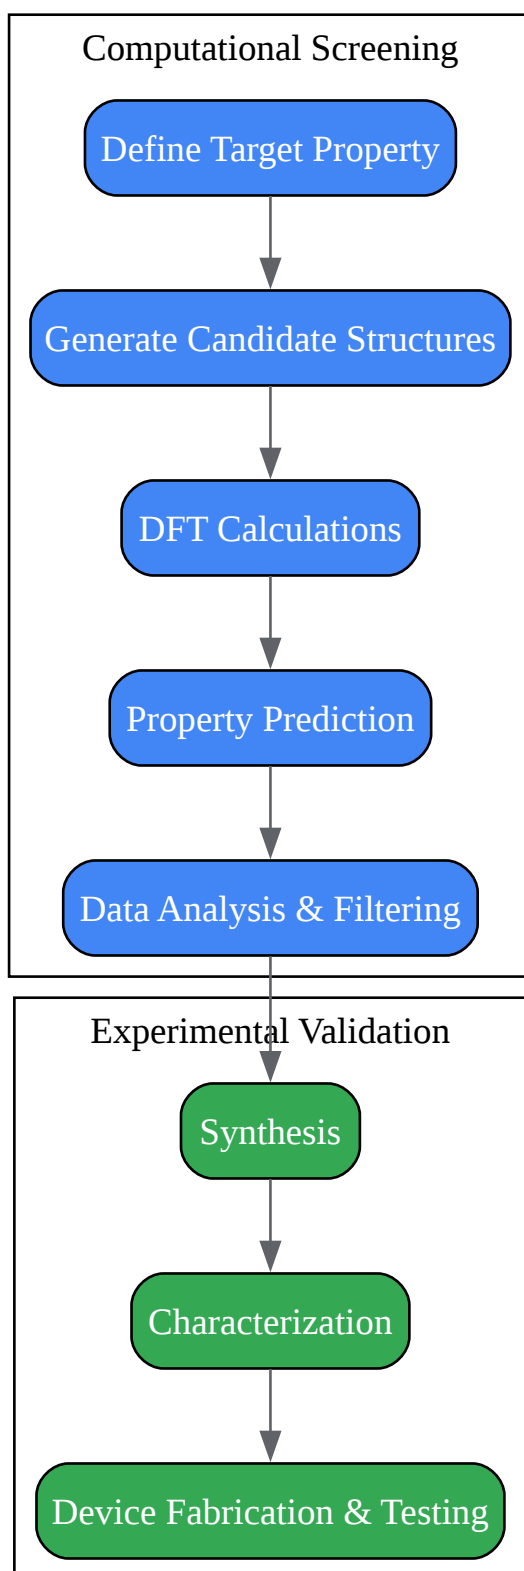 Computational Screening
Define Target Property
Generate Candidate Structures
DFT Calculations
Property Prediction
Data Analysis & Filtering
Experimental Validation
Synthesis
Characterization
Device Fabrication & Testing